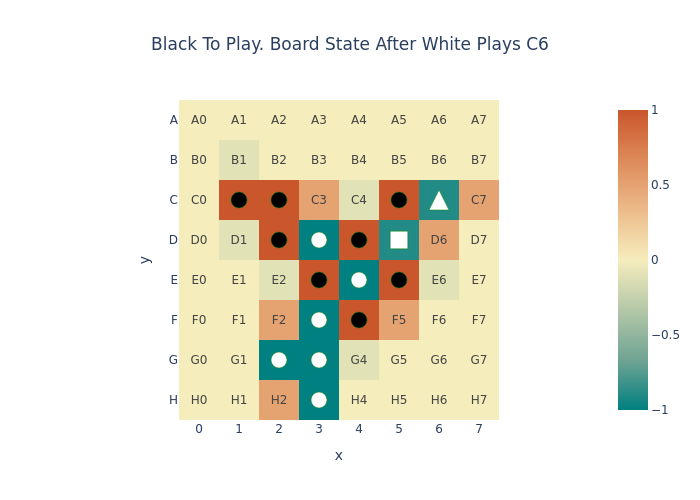 Black To Play. Board State After White Plays C6
A A0 A1 A2 A3 A4 A5 A6 A7
B B0 B1 B2 B3 B4 B5 B6 B7
C C0 C3 C4 C7
D D0 D1 D6 D7
E E0 E1 E2 E6 E7
F F0 F1 F2 F5 F6 F7
G G0 G1 G4 G5 G6 G7
H H0 H1 H2 H4 H5 H6 H7
0 1 2 3 4 5 6 7
x
y
1
0.5
0
−0.5
−1